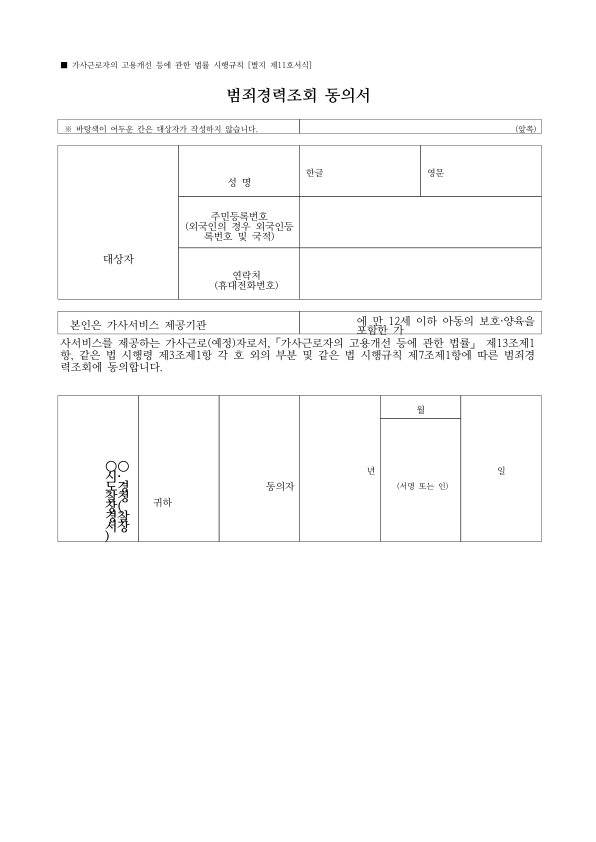 ■ 가사근로자의 고용개선 등에 관한 법률 시행규칙 [별지 제11호서식]
범죄경력조회 동의서
※ 바탕색이 어두운 칸은 대상자가 작성하지 않습니다.
(앞쪽)
대상자
성 명
한글
영문
주민등록번호
(외국인의 경우 외국인등
록번호 및 국적)
연락처
(휴대전화번호)
본인은 가사서비스 제공기관
에 만 12세 이하 아동의 보호·양육을
포함한 가
사서비스를 제공하는 가사근로(예정)자로서,「가사근로자의 고용개선 등에 관한 법률」 제13조제1
항, 같은 법 시행령 제3조제1항 각 호 외의 부분 및 같은 법 시행규칙 제7조제1항에 따른 범죄경
력조회에 동의합니다.
○○
시·
도경
찰청
장(
경찰
서장
)
귀하
동의자
년
월
(서명 또는 인)
일